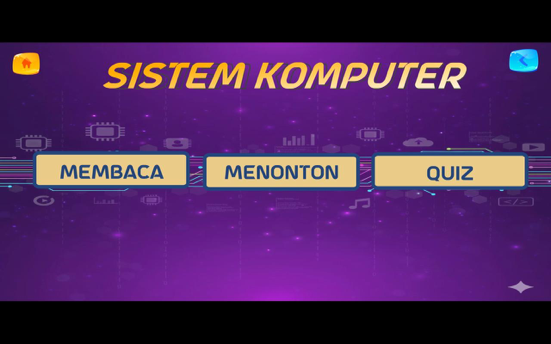 SISTEM KOMPUTER
MEMBACA
MENONTON
QUIZ